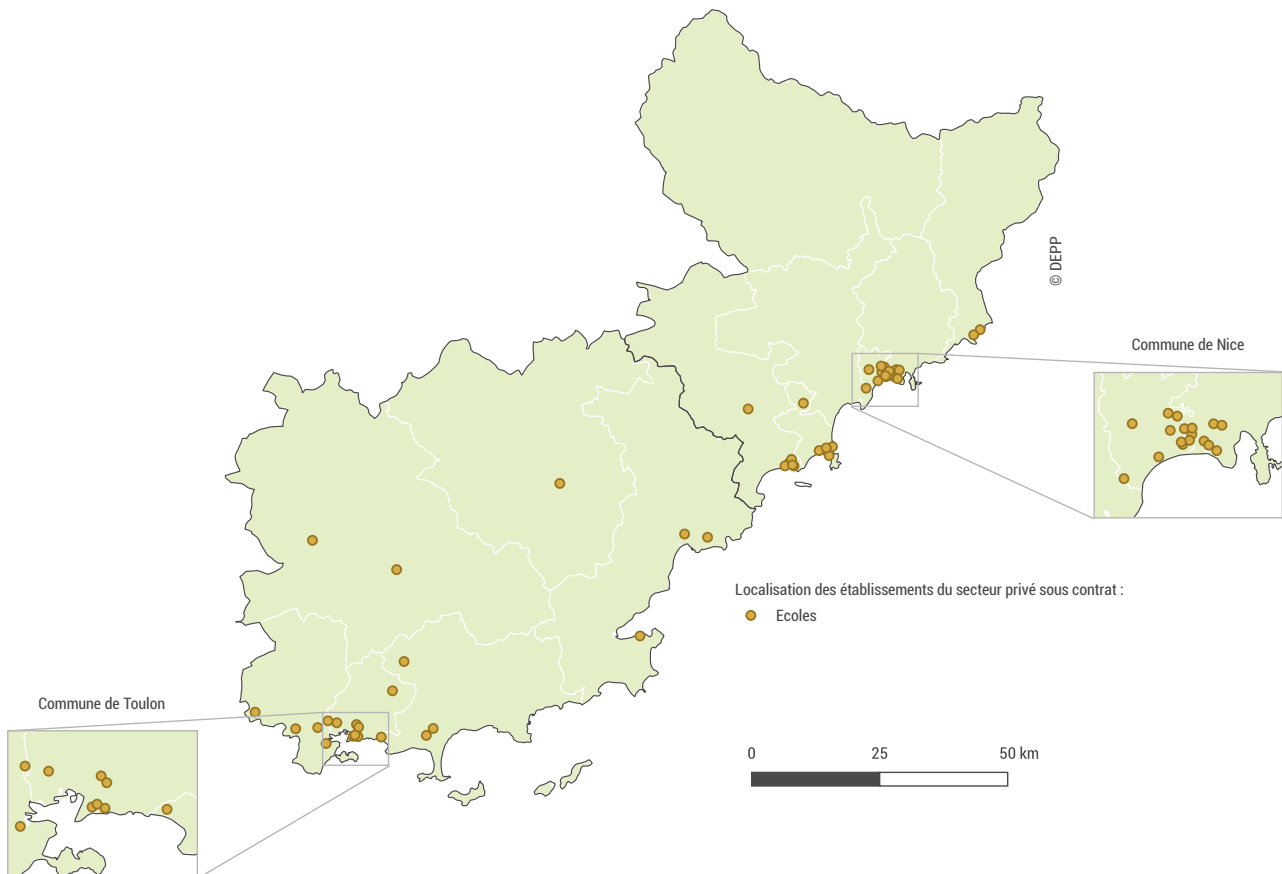 © DEPP
Commune de Nice
Localisation des établissements du secteur privé sous contrat :
Ecoles
Commune de Toulon
0 25 50 km